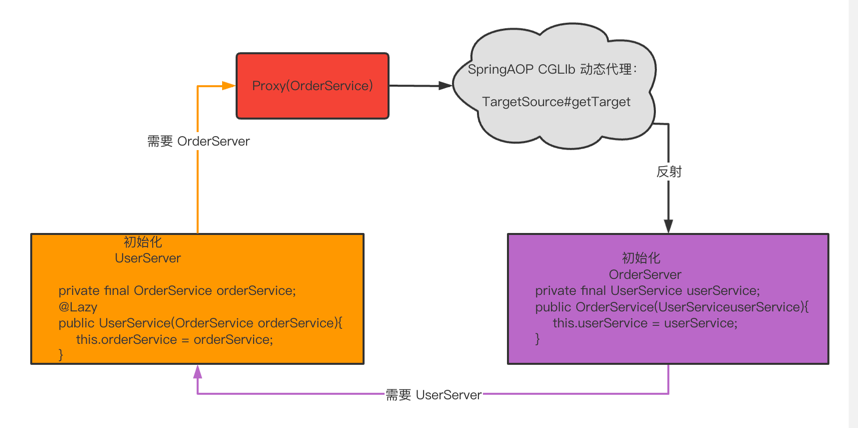 SpringAOP CGLIb 动态代理：
TargetSource#getTarget
Proxy(OrderService)
需要 OrderServer
反射
初始化
UserServer
private final OrderService orderService;
@Lazy
public UserService(OrderService orderService){
this.orderService = orderService;
}
初始化
OrderServer
private final UserService userService;
public OrderService(UserServiceuserService){
this.userService = userService;
}
需要 UserServer